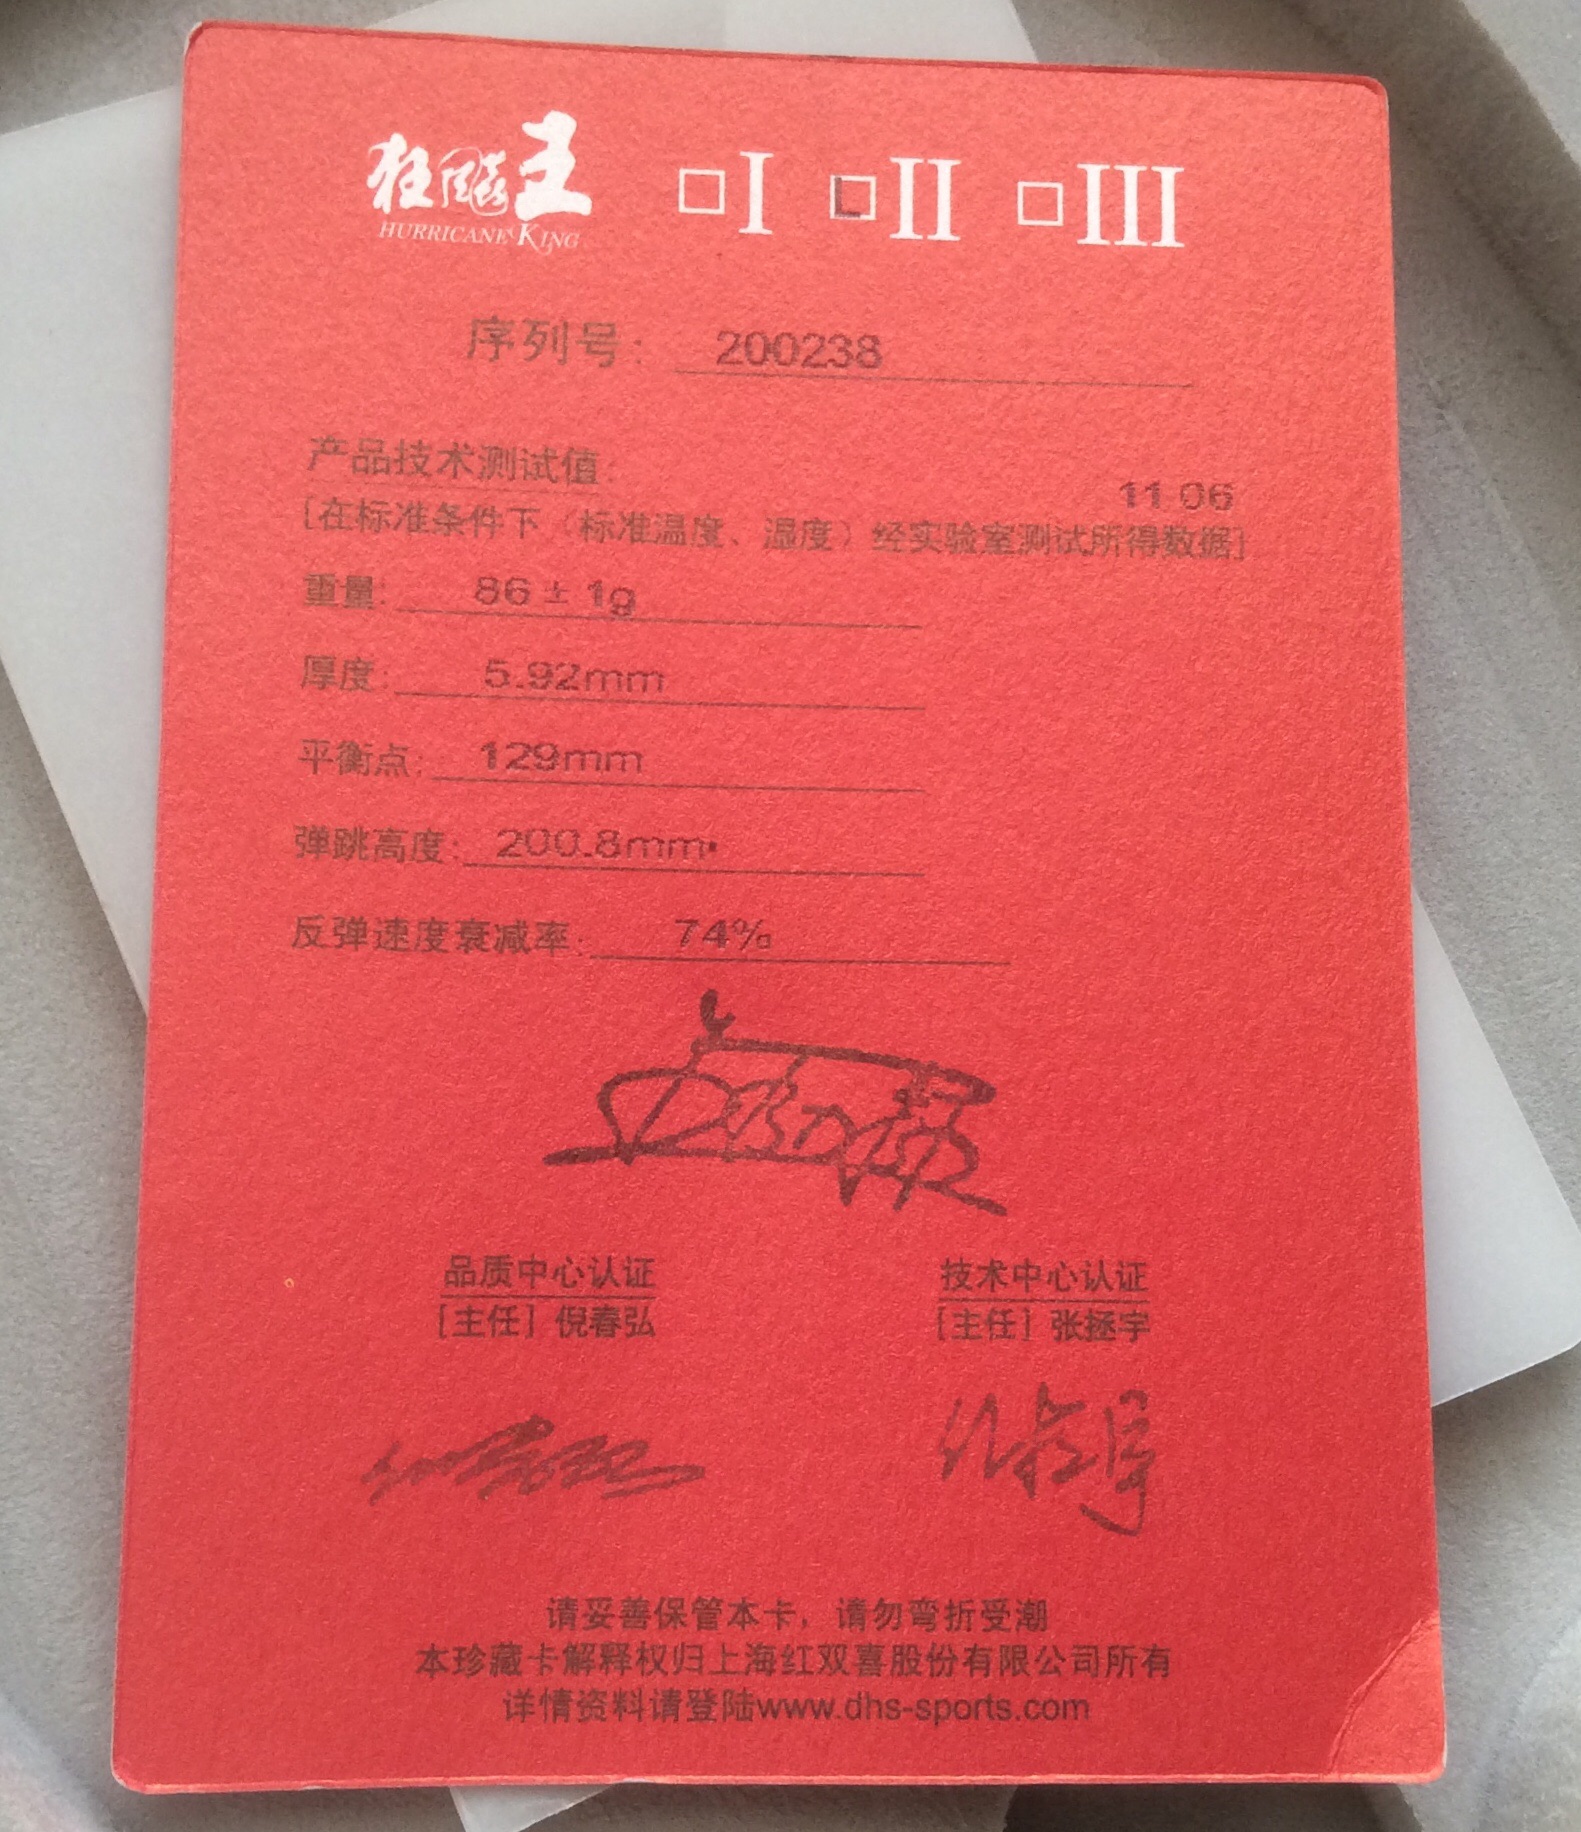 狂飚王 □I □II □III
HURRICANE KING
序列号: 200238
产品技术测试值:
11.06
[在标准条件下（标准温度、湿度）经实验室测试所得数据]
重量: 86±1g
厚度: 5.92mm
平衡点: 129mm
弹跳高度: 200.8mm
反弹速度衰减率: 74%
品质中心认证 技术中心认证
[主任] 倪春弘 [主任] 张拯宇
请妥善保管本卡，请勿弯折受潮
本珍藏卡解释权归上海红双喜股份有限公司所有
详情资料请登陆www.dhs-sports.com